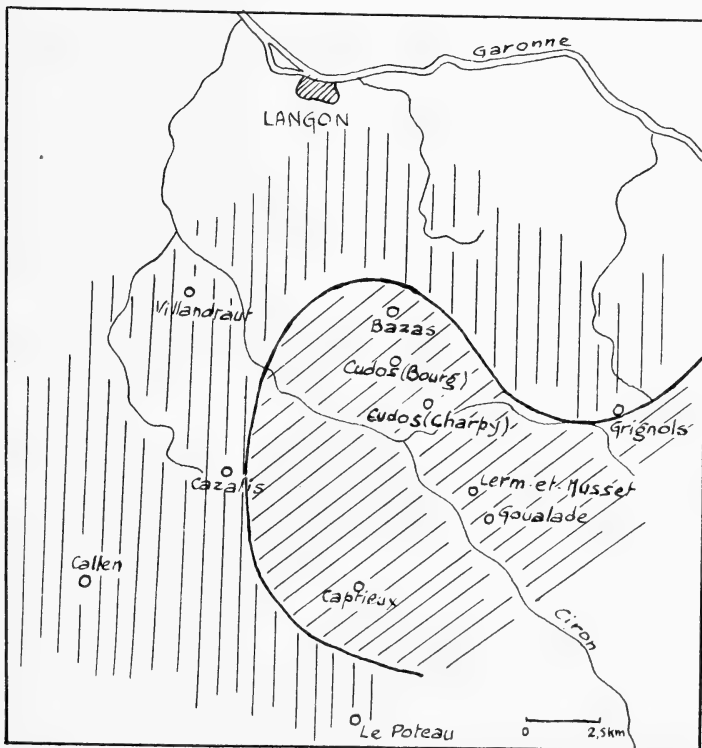 Garonne
LANGON
Villandraut
Bazas
Cudos (Bourg)
Cudos (Charpy)
Grignols
Cazalis
Lerm-et-Musset
Goualade
Callen
Captieux
Ciron
Le Poteau
0 2,5km